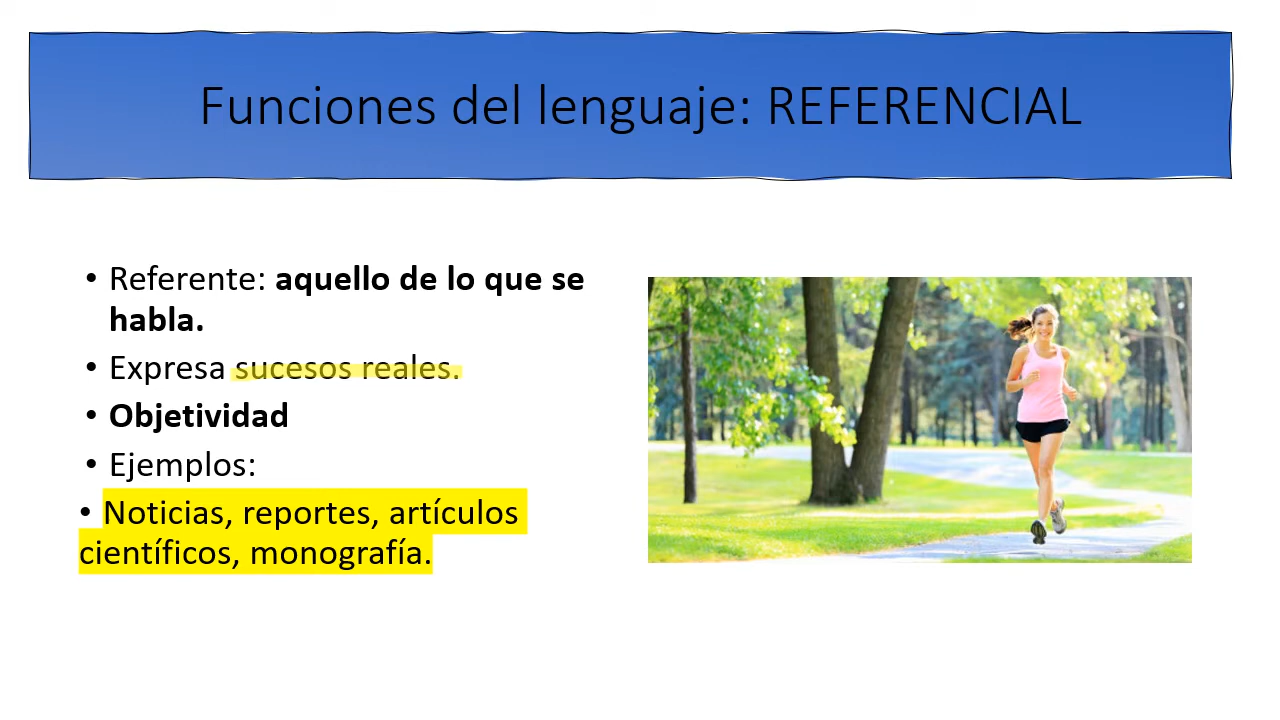 Funciones del lenguaje: REFERENCIAL
• Referente: aquello de lo que se
habla.
• Expresa sucesos reales.
• Objetividad
• Ejemplos:
• Noticias, reportes, artículos
científicos, monografía.